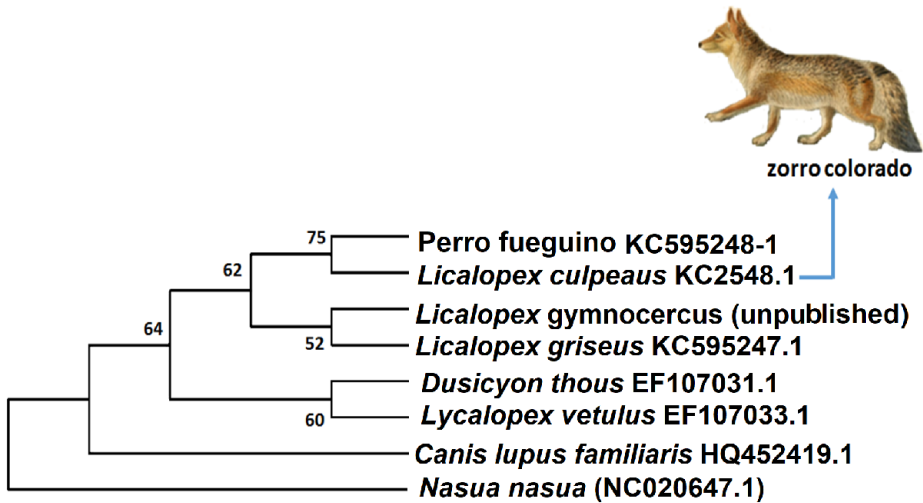 zorro colorado
75
Perro fueguino KC595248-1
Licalopex culpeaus KC2548.1
62
Licalopex gymnocercus (unpublished)
64
52
Licalopex griseus KC595247.1
Dusicyon thous EF107031.1
60
Lycalopex vetulus EF107033.1
Canis lupus familiaris HQ452419.1
Nasua nasua (NC020647.1)